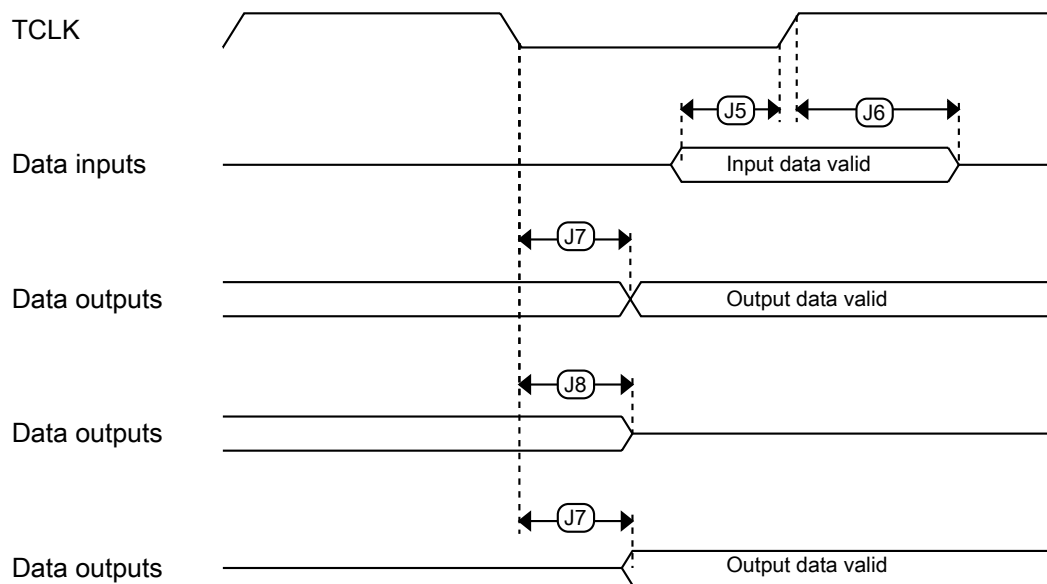 TCLK
J5
J6
Data inputs
Input data valid
J7
Data outputs
Output data valid
J8
Data outputs
J7
Data outputs
Output data valid